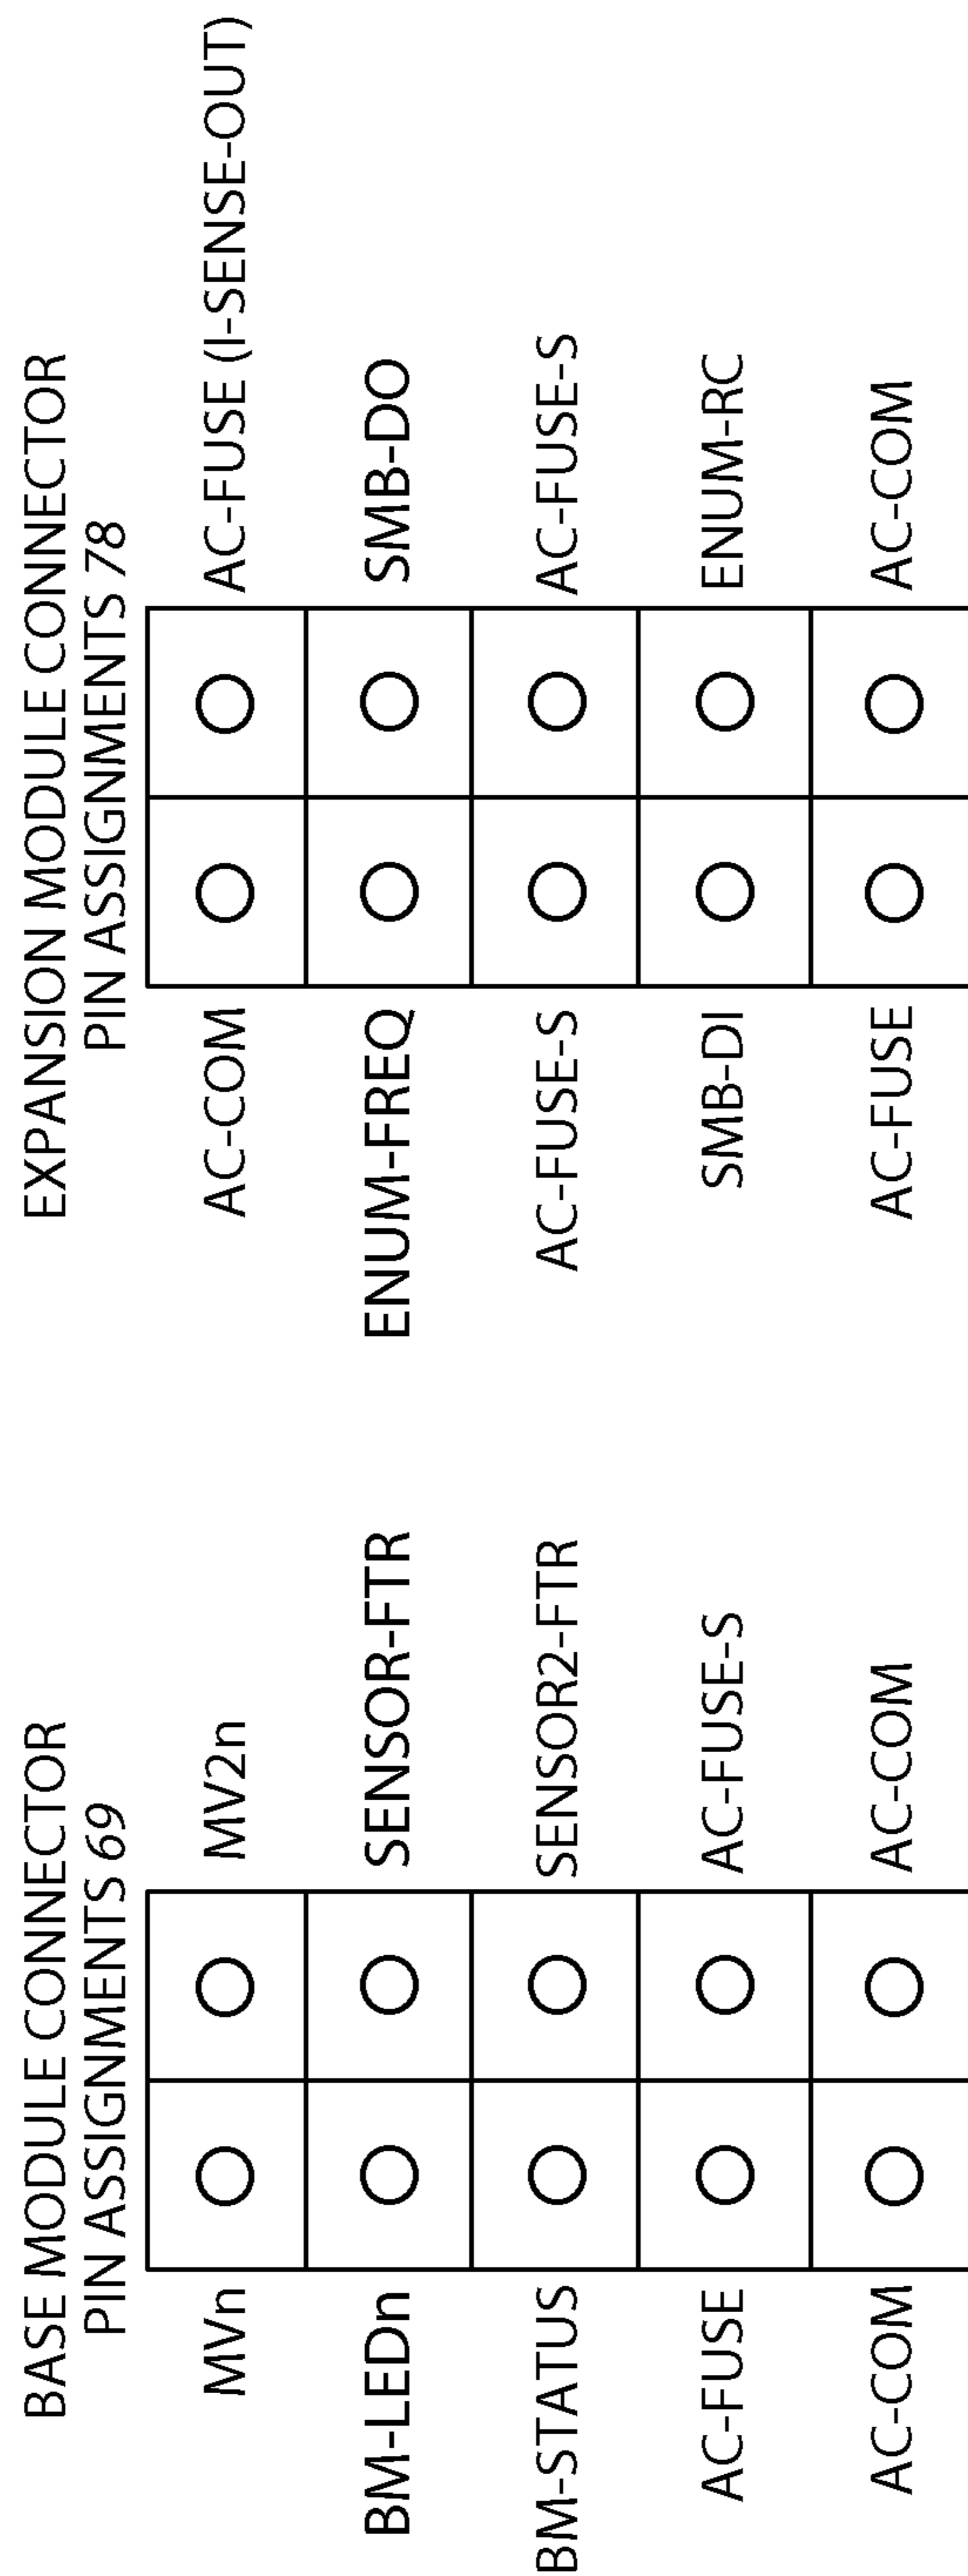 BASE MODULE CONNECTOR
PIN ASSIGNMENTS 69
MVn MV2n
BM-LEDn SENSOR-FTR
BM-STATUS SENSOR2-FTR
AC-FUSE AC-FUSE-S
AC-COM AC-COM
EXPANSION MODULE CONNECTOR
PIN ASSIGNMENTS 78
AC-COM AC-FUSE (I-SENSE-OUT)
ENUM-FREQ SMB-DO
AC-FUSE-S AC-FUSE-S
SMB-DI ENUM-RC
AC-FUSE AC-COM